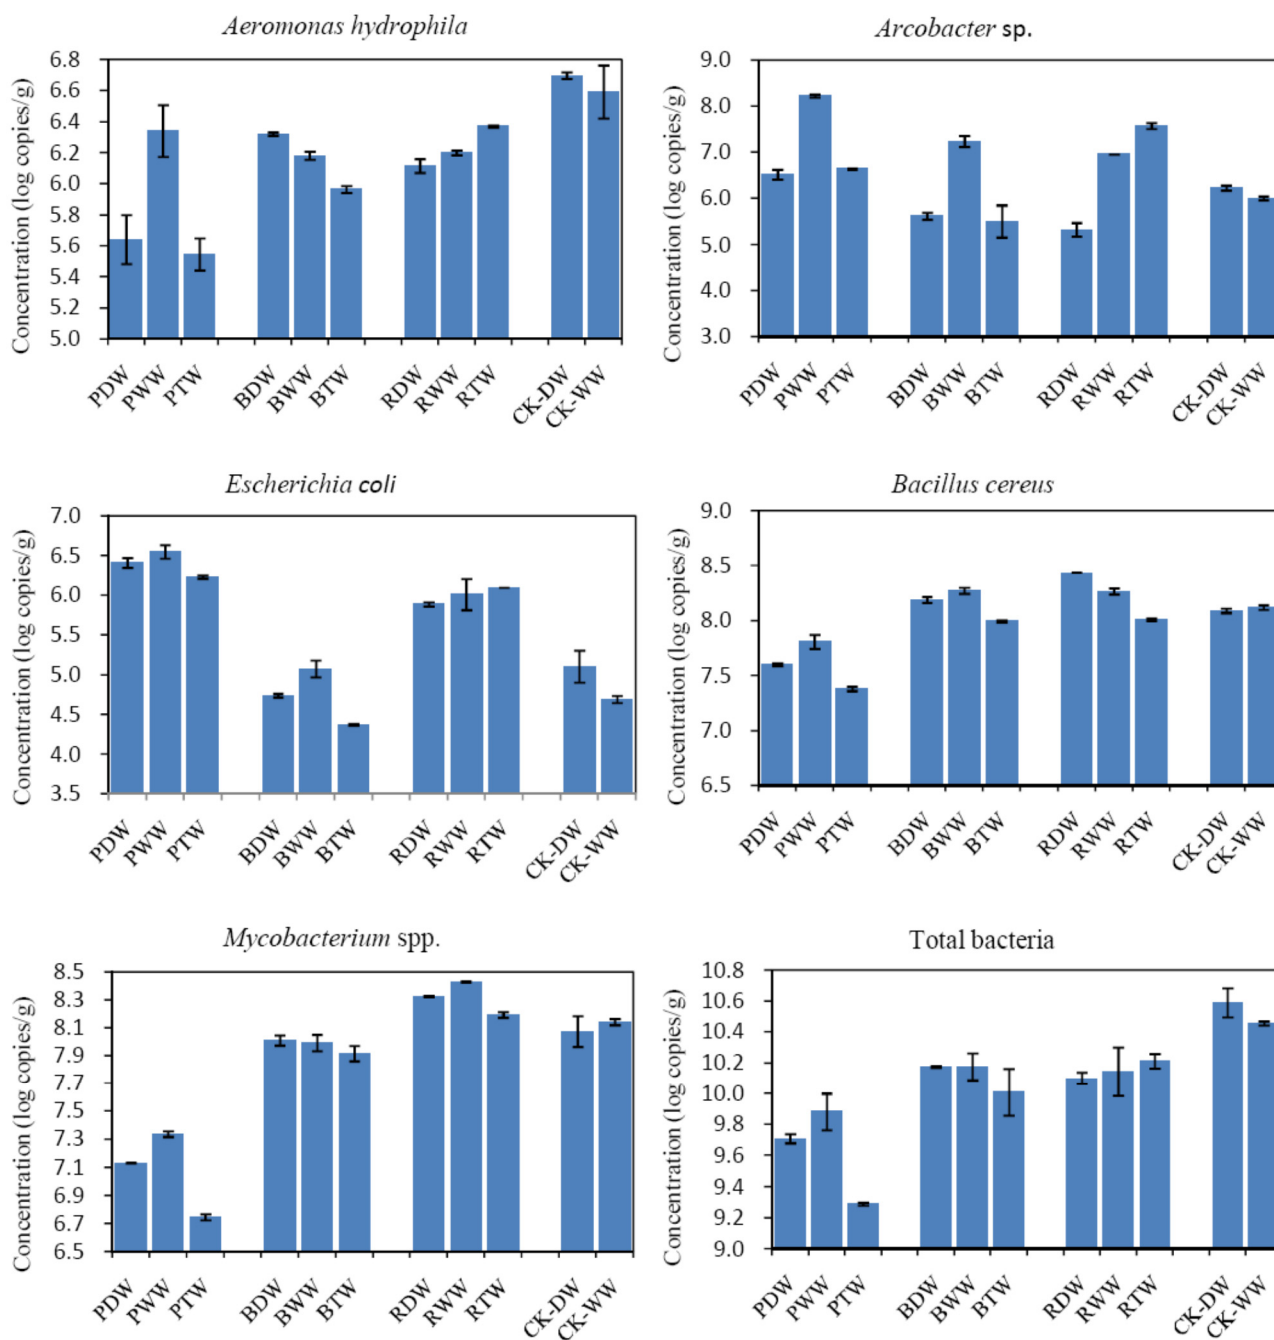 Aeromonas hydrophila
Concentration (log copies/g)
6.8
6.6
6.4
6.2
6.0
5.8
5.6
5.4
5.2
5.0
PDW PWW PTW BDW BWW BTW RDW RWW RTW CK-DW CK-WW
Arcobacter sp.
Concentration (log copies/g)
9.0
8.0
7.0
6.0
5.0
4.0
3.0
PDW PWW PTW BDW BWW BTW RDW RWW RTW CK-DW CK-WW
Escherichia coli
Concentration (log copies/g)
7.0
6.5
6.0
5.5
5.0
4.5
4.0
3.5
PDW PWW PTW BDW BWW BTW RDW RWW RTW CK-DW CK-WW
Bacillus cereus
Concentration (log copies/g)
9.0
8.5
8.0
7.5
7.0
6.5
PDW PWW PTW BDW BWW BTW RDW RWW RTW CK-DW CK-WW
Mycobacterium spp.
Concentration (log copies/g)
8.5
8.3
8.1
7.9
7.7
7.5
7.3
7.1
6.9
6.7
6.5
PDW PWW PTW BDW BWW BTW RDW RWW RTW CK-DW CK-WW
Total bacteria
Concentration (log copies/g)
10.8
10.6
10.4
10.2
10.0
9.8
9.6
9.4
9.2
9.0
PDW PWW PTW BDW BWW BTW RDW RWW RTW CK-DW CK-WW